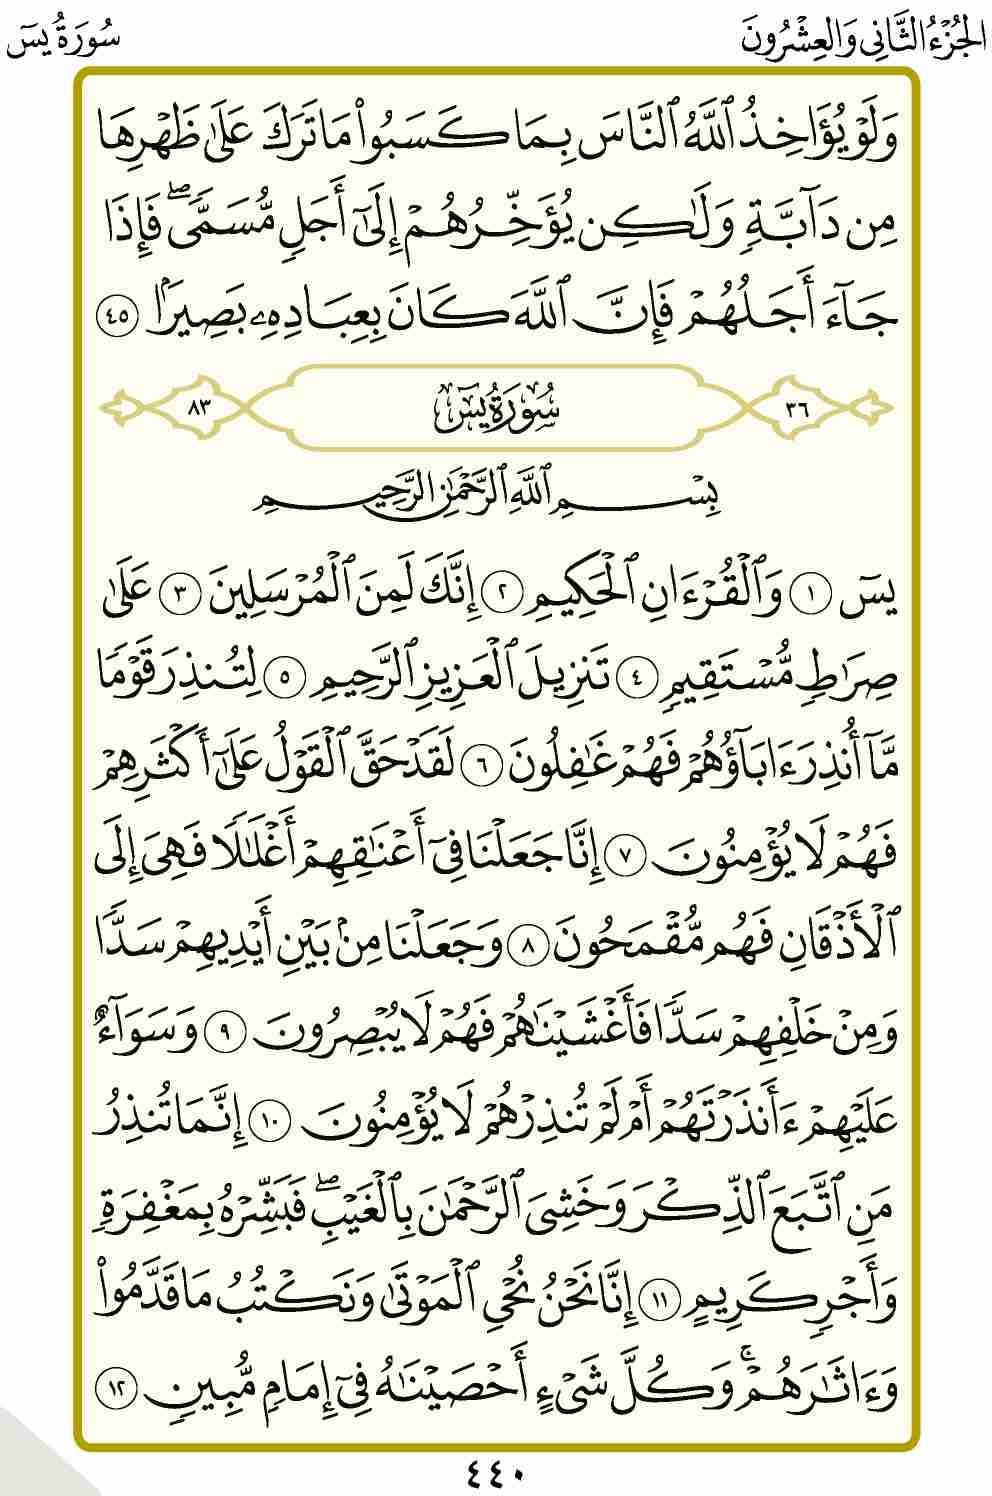 الجُزْءُ الثَّانِي وَالعِشْرُونَ
سُورَةُ يسٓ
وَلَوْ يُؤَاخِذُ ٱللَّهُ ٱلنَّاسَ بِمَا كَسَبُوا۟ مَا تَرَكَ عَلَىٰ ظَهْرِهَا
مِن دَآبَّةٍ وَلَٰكِن يُؤَخِّرُهُمْ إِلَىٰٓ أَجَلٍ مُّسَمًّى ۖ فَإِذَا
جَآءَ أَجَلُهُمْ فَإِنَّ ٱللَّهَ كَانَ بِعِبَادِهِۦ بَصِيرًۢا ٤٥
٣٦ سُورَةُ يسٓ ٨٣
بِسْمِ ٱللَّهِ ٱلرَّحْمَٰنِ ٱلرَّحِيمِ
يسٓ ١ وَٱلْقُرْءَانِ ٱلْحَكِيمِ ٢ إِنَّكَ لَمِنَ ٱلْمُرْسَلِينَ ٣ عَلَىٰ
صِرَٰطٍ مُّسْتَقِيمٍ ٤ تَنزِيلَ ٱلْعَزِيزِ ٱلرَّحِيمِ ٥ لِتُنذِرَ قَوْمًا
مَّآ أُنذِرَ ءَابَآؤُهُمْ فَهُمْ غَٰفِلُونَ ٦ لَقَدْ حَقَّ ٱلْقَوْلُ عَلَىٰٓ أَكْثَرِهِمْ
فَهُمْ لَا يُؤْمِنُونَ ٧ إِنَّا جَعَلْنَا فِىٓ أَعْنَٰقِهِمْ أَغْلَٰلًا فَهِىَ إِلَى
ٱلْأَذْقَانِ فَهُم مُّقْمَحُونَ ٨ وَجَعَلْنَا مِنۢ بَيْنِ أَيْدِيهِمْ سَدًّا
وَمِنْ خَلْفِهِمْ سَدًّا فَأَغْشَيْنَٰهُمْ فَهُمْ لَا يُبْصِرُونَ ٩ وَسَوَآءٌ
عَلَيْهِمْ ءَأَنذَرْتَهُمْ أَمْ لَمْ تُنذِرْهُمْ لَا يُؤْمِنُونَ ١٠ إِنَّمَا تُنذِرُ
مَنِ ٱتَّبَعَ ٱلذِّكْرَ وَخَشِىَ ٱلرَّحْمَٰنَ بِٱلْغَيْبِ ۖ فَبَشِّرْهُ بِمَغْفِرَةٍ
وَأَجْرٍ كَرِيمٍ ١١ إِنَّا نَحْنُ نُحْىِ ٱلْمَوْتَىٰ وَنَكْتُبُ مَا قَدَّمُوا۟
وَءَاثَٰرَهُمْ ۚ وَكُلَّ شَىْءٍ أَحْصَيْنَٰهُ فِىٓ إِمَامٍ مُّبِينٍ ١٢
٤٤٠